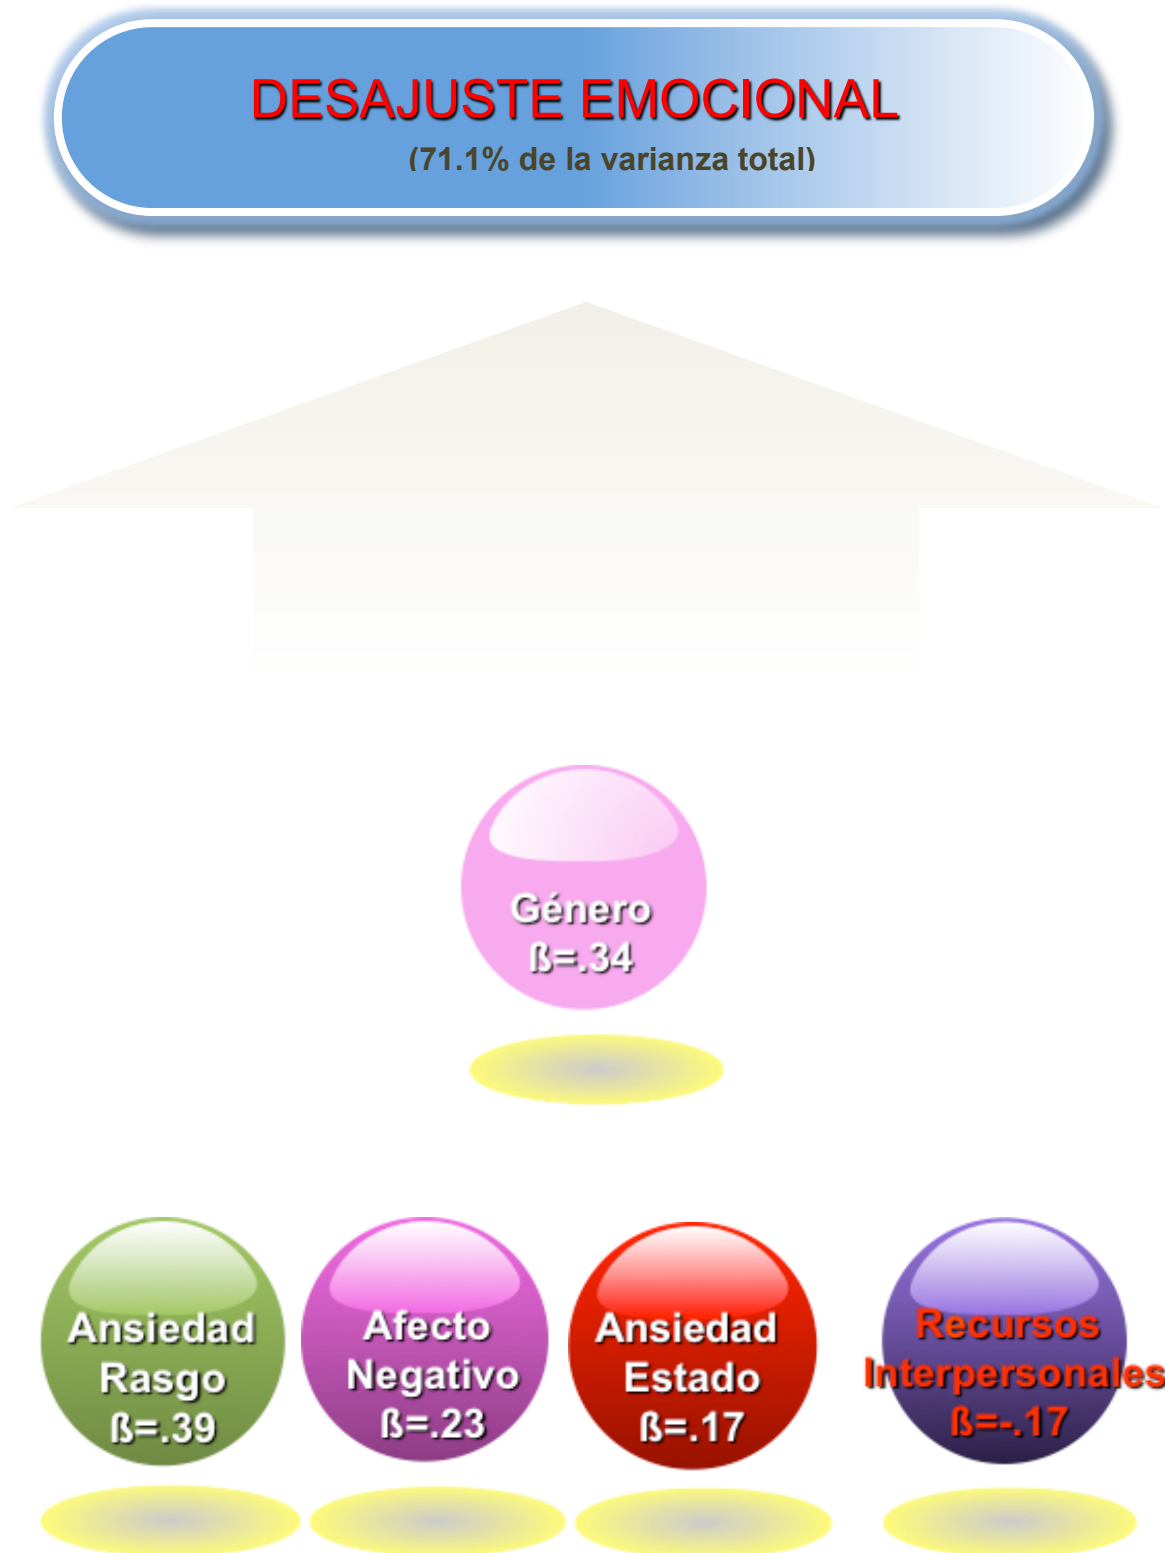 DESAJUSTE EMOCIONAL
(71.1% de la varianza total)
Género
ß=.34
Ansiedad
Rasgo
ß=.39
Afecto
Negativo
ß=.23
Ansiedad
Estado
ß=.17
Recursos
Interpersonales
ß=-.17